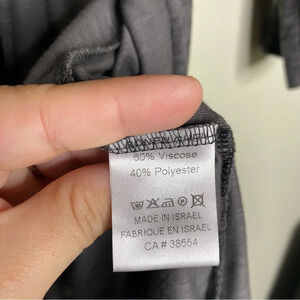 60% Viscose
40% Polyester
MADE IN ISRAEL
FABRIQUE EN ISRAEL
CA # 38554